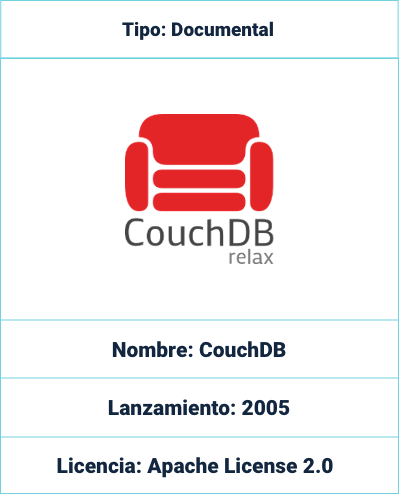 Tipo: Documental
CouchDB
relax
Nombre: CouchDB
Lanzamiento: 2005
Licencia: Apache License 2.0